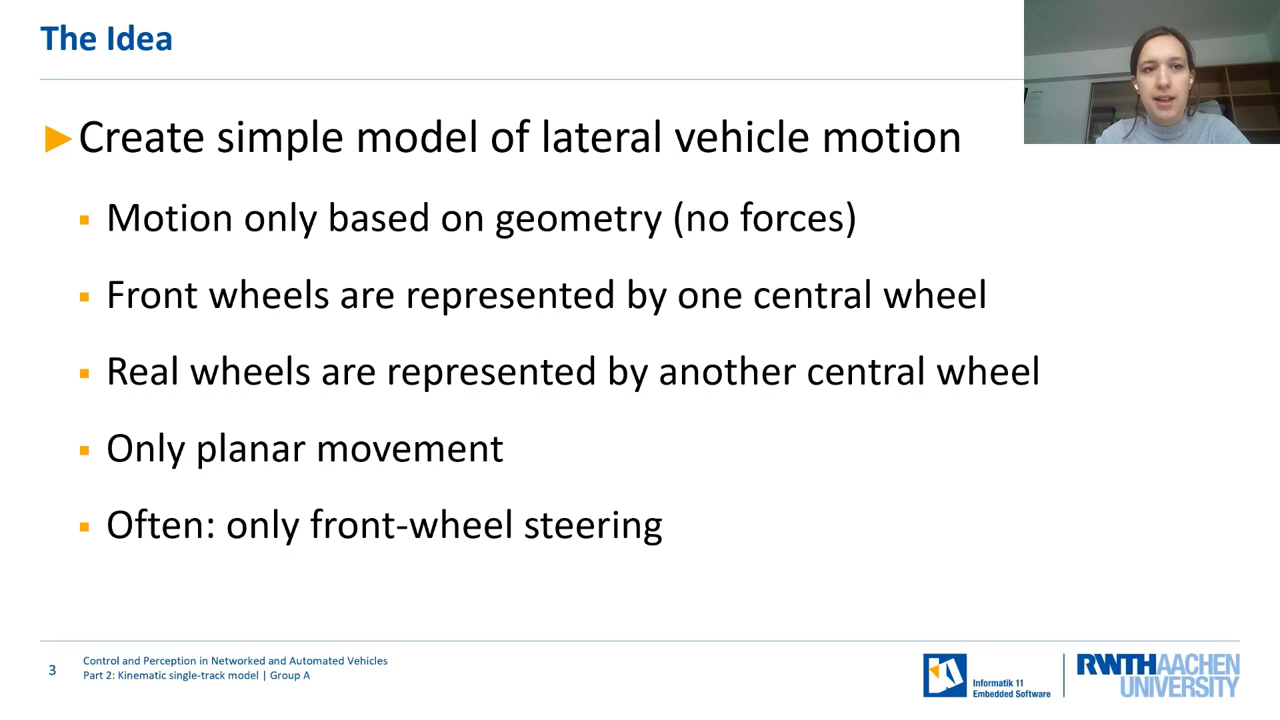 The Idea
Create simple model of lateral vehicle motion
Motion only based on geometry (no forces)
Front wheels are represented by one central wheel
Real wheels are represented by another central wheel
Only planar movement
Often: only front-wheel steering
3
Control and Perception in Networked and Automated Vehicles
Part 2: Kinematic single-track model | Group A
Informatik 11
Embedded Software
RWTHAACHEN
UNIVERSITY